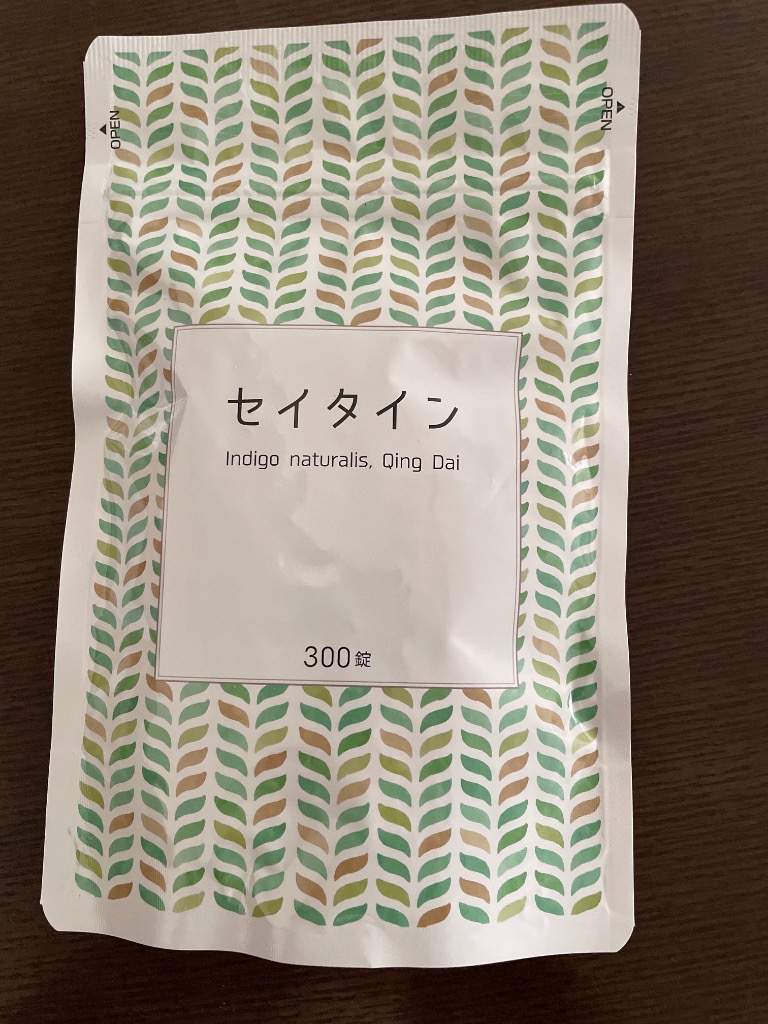 OPEN
OPEN
セイタイン
Indigo naturalis, Qing Dai
300錠